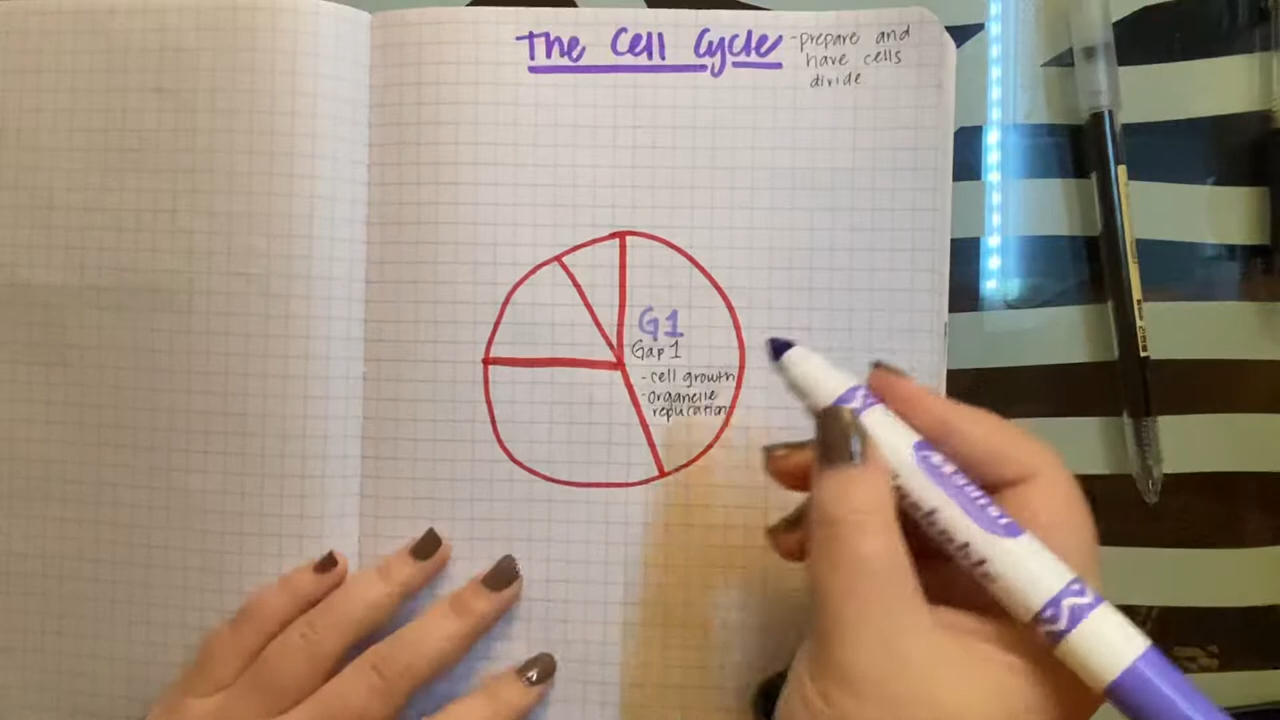 The Cell Cycle
-prepare and
have cells
divide
G1
Gap 1
-cell growth
-Organelle
replication